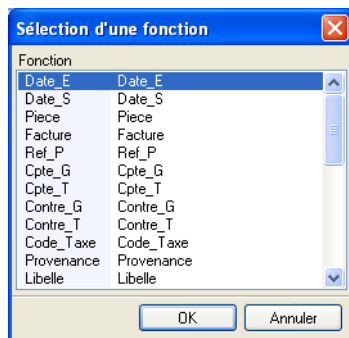 Sélection d'une fonction
Fonction
Date_E Date_E
Date_S Date_S
Piece Piece
Facture Facture
Ref_P Ref_P
Cpte_G Cpte_G
Cpte_T Cpte_T
Contre_G Contre_G
Contre_T Contre_T
Code_Taxe Code_Taxe
Provenance Provenance
Libelle Libelle
OK Annuler